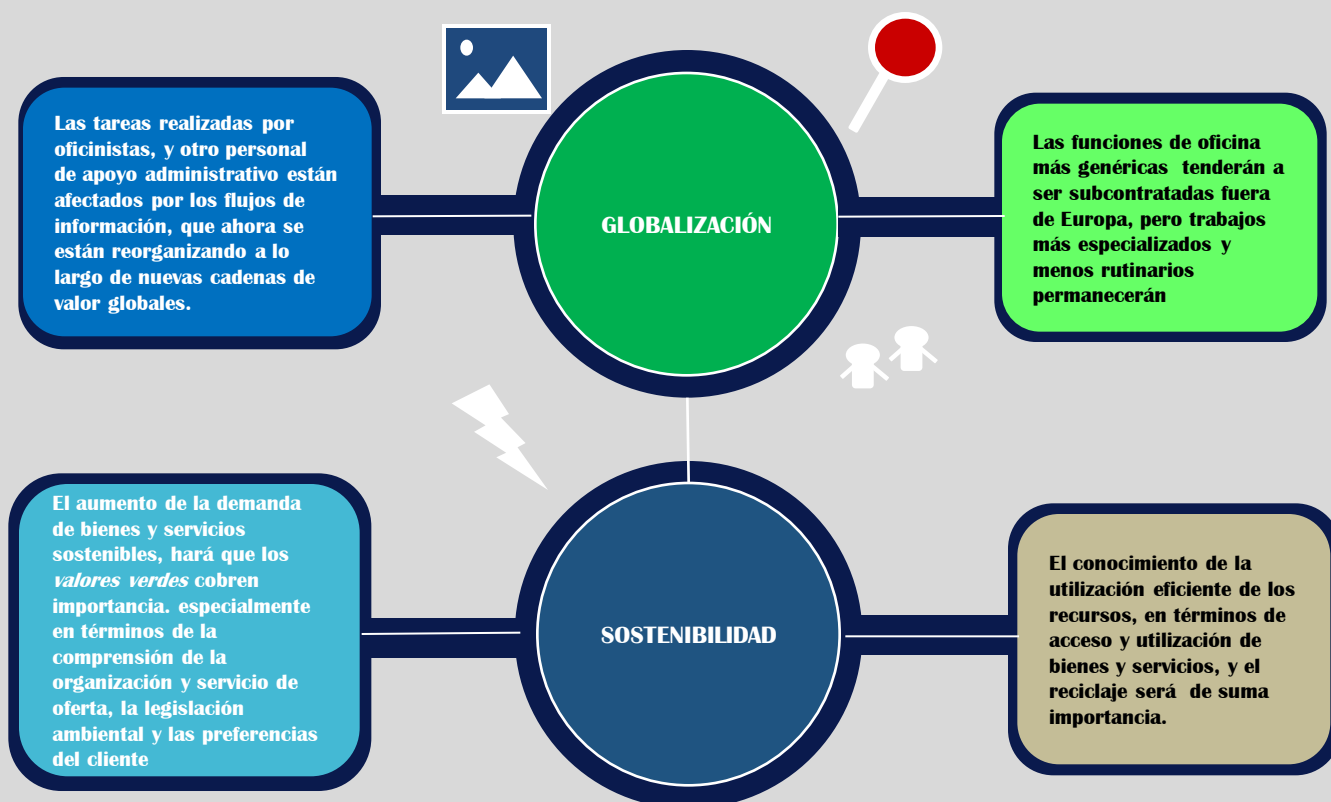 Las tareas realizadas por
oficinistas, y otro personal
de apoyo administrativo están
afectados por los flujos de
información, que ahora se
están reorganizando a lo
largo de nuevas cadenas de
valor globales.
GLOBALIZACIÓN
Las funciones de oficina
más genéricas tenderán a
ser subcontratadas fuera
de Europa, pero trabajos
más especializados y
menos rutinarios
permanecerán
El aumento de la demanda
de bienes y servicios
sostenibles, hará que los
valores verdes cobren
importancia. especialmente
en términos de la
comprensión de la
organización y servicio de
oferta, la legislación
ambiental y las preferencias
del cliente
SOSTENIBILIDAD
El conocimiento de la
utilización eficiente de los
recursos, en términos de
acceso y utilización de
bienes y servicios, y el
reciclaje será de suma
importancia.